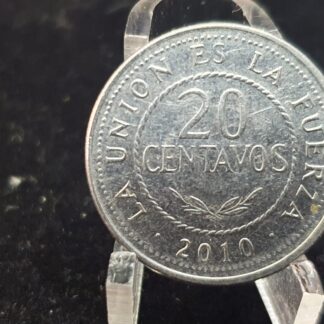 LA UNION ES LA FUERZA
20
CENTAVOS
· 2010 ·